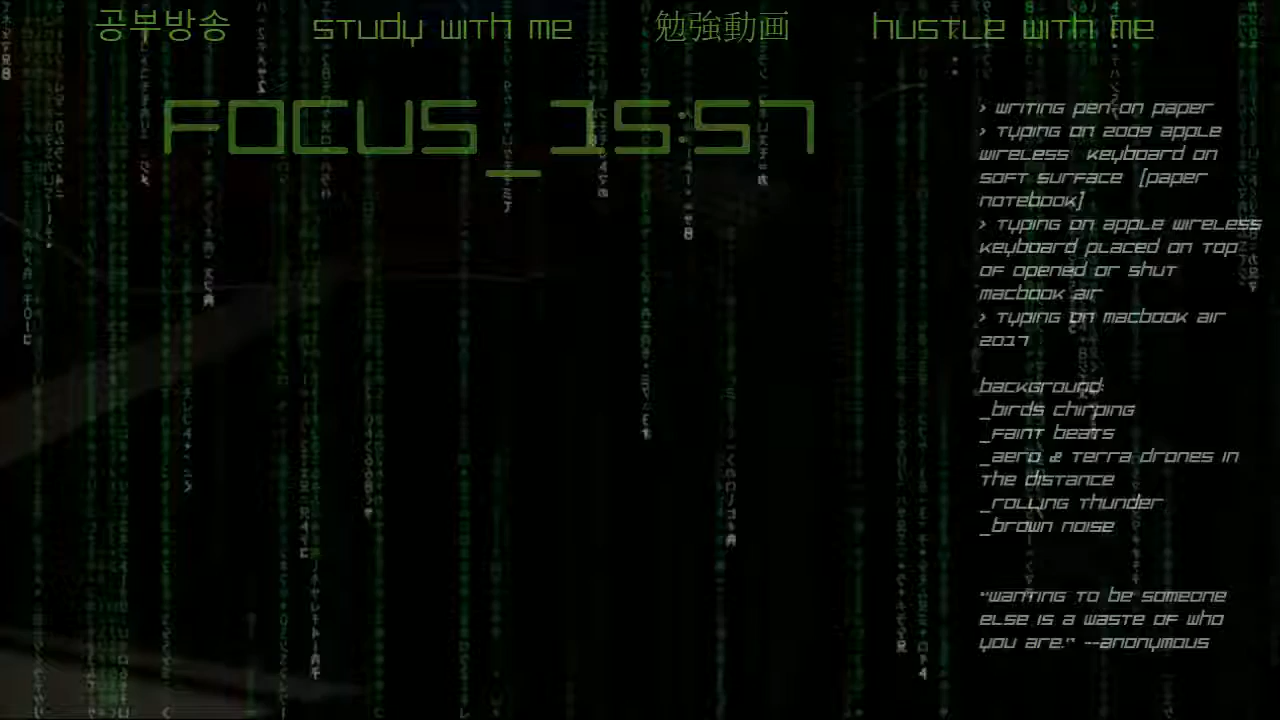 공부방송 study with me 勉強動画 hustle with me
FOCUS_15:57
> writing pen on paper
> typing on 2009 apple
wireless keyboard on
soft surface [paper
notebook]
> typing on apple wireless
keyboard placed on top
of opened or shut
macbook air
> typing on macbook air
2017
background:
_birds chirping
_faint beats
_aero & terra drones in
the distance
_rolling thunder
_brown noise
"wanting to be someone
else is a waste of who
you are." --anonymous